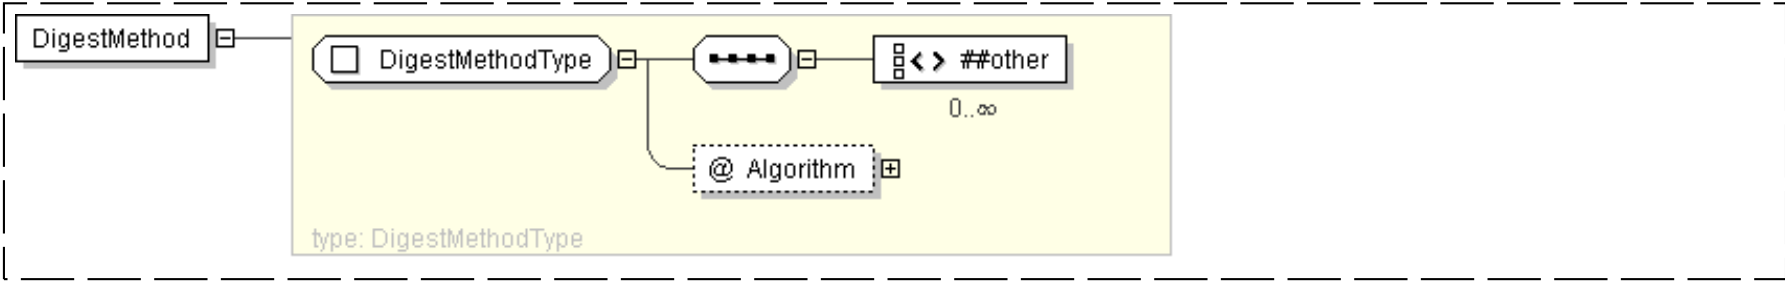 DigestMethod
DigestMethodType
##other
0..∞
@ Algorithm
type: DigestMethodType